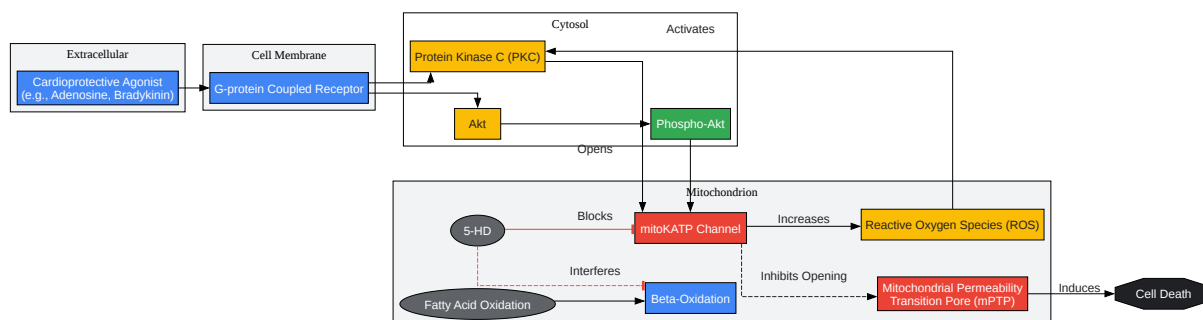 Extracellular
Cardioprotective Agonist
(e.g., Adenosine, Bradykinin)
Cell Membrane
G-protein Coupled Receptor
Cytosol
Activates
Protein Kinase C (PKC)
Akt
Phospho-Akt
Opens
Mitochondrion
5-HD
Blocks
mitoKATP Channel
Increases
Reactive Oxygen Species (ROS)
Interferes
Inhibits Opening
Fatty Acid Oxidation
Beta-Oxidation
Mitochondrial Permeability
Transition Pore (mPTP)
Induces
Cell Death